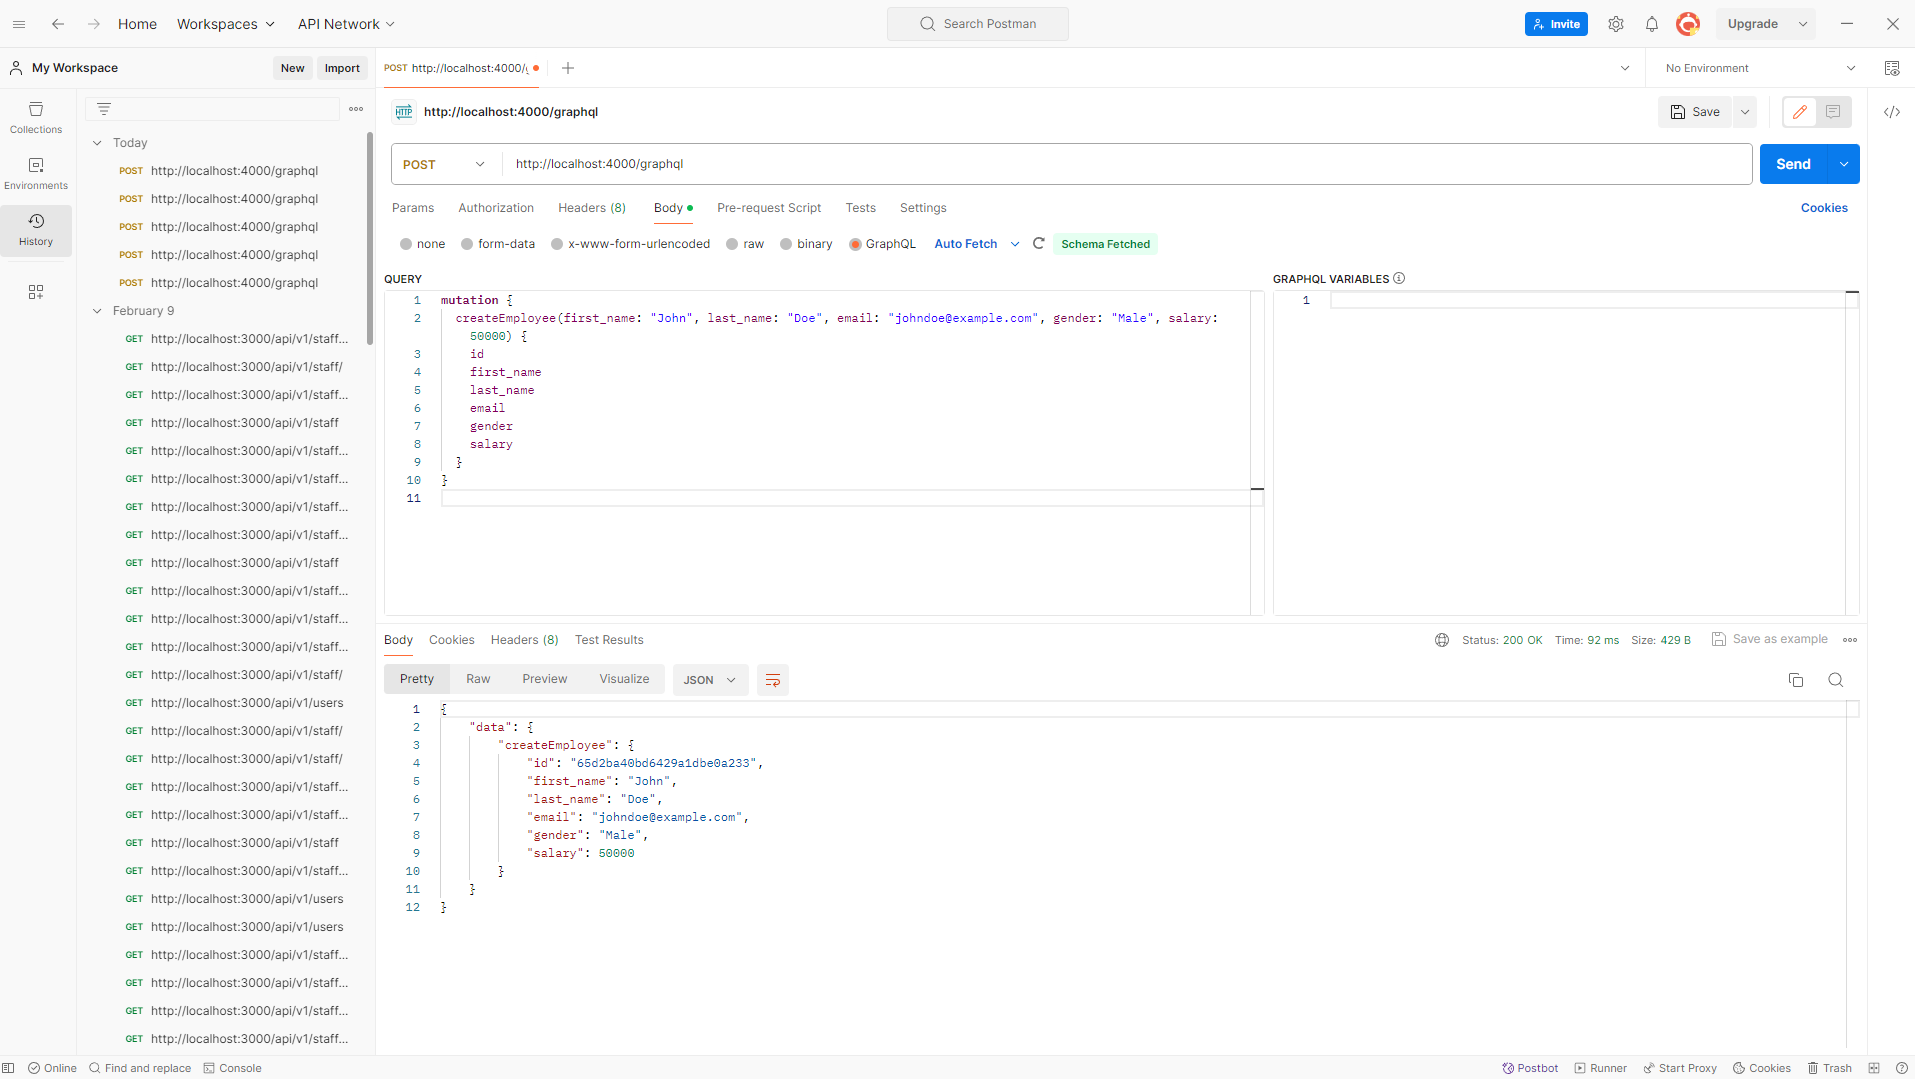 Home Workspaces API Network Search Postman Invite Upgrade
My Workspace New Import POST http://localhost:4000/ No Environment
Collections
Environments
History
Today
POST http://localhost:4000/graphql
POST http://localhost:4000/graphql
POST http://localhost:4000/graphql
POST http://localhost:4000/graphql
POST http://localhost:4000/graphql
February 9
GET http://localhost:3000/api/v1/staff...
GET http://localhost:3000/api/v1/staff/
GET http://localhost:3000/api/v1/staff...
GET http://localhost:3000/api/v1/staff
GET http://localhost:3000/api/v1/staff...
GET http://localhost:3000/api/v1/staff...
GET http://localhost:3000/api/v1/staff...
GET http://localhost:3000/api/v1/staff...
GET http://localhost:3000/api/v1/staff
GET http://localhost:3000/api/v1/staff...
GET http://localhost:3000/api/v1/staff...
GET http://localhost:3000/api/v1/staff...
GET http://localhost:3000/api/v1/staff/
GET http://localhost:3000/api/v1/users
GET http://localhost:3000/api/v1/staff/
GET http://localhost:3000/api/v1/staff/
GET http://localhost:3000/api/v1/staff...
GET http://localhost:3000/api/v1/staff...
GET http://localhost:3000/api/v1/staff
GET http://localhost:3000/api/v1/staff...
GET http://localhost:3000/api/v1/users
GET http://localhost:3000/api/v1/users
GET http://localhost:3000/api/v1/staff...
GET http://localhost:3000/api/v1/staff...
GET http://localhost:3000/api/v1/staff...
GET http://localhost:3000/api/v1/staff...
HTTP http://localhost:4000/graphql Save
POST http://localhost:4000/graphql Send
Params Authorization Headers (8) Body Pre-request Script Tests Settings Cookies
none form-data x-www-form-urlencoded raw binary GraphQL Auto Fetch Schema Fetched
QUERY
1 mutation {
2 createEmployee(first_name: "John", last_name: "Doe", email: "johndoe@example.com", gender: "Male", salary:
50000) {
3 id
4 first_name
5 last_name
6 email
7 gender
8 salary
9 }
10 }
11
GRAPHQL VARIABLES
1
Body Cookies Headers (8) Test Results Status: 200 OK Time: 92 ms Size: 429 B Save as example
Pretty Raw Preview Visualize JSON
1 {
2 "data": {
3 "createEmployee": {
4 "id": "65d2ba40bd6429a1dbe0a233",
5 "first_name": "John",
6 "last_name": "Doe",
7 "email": "johndoe@example.com",
8 "gender": "Male",
9 "salary": 50000
10 }
11 }
12 }
Online Find and replace Console Postbot Runner Start Proxy Cookies Trash